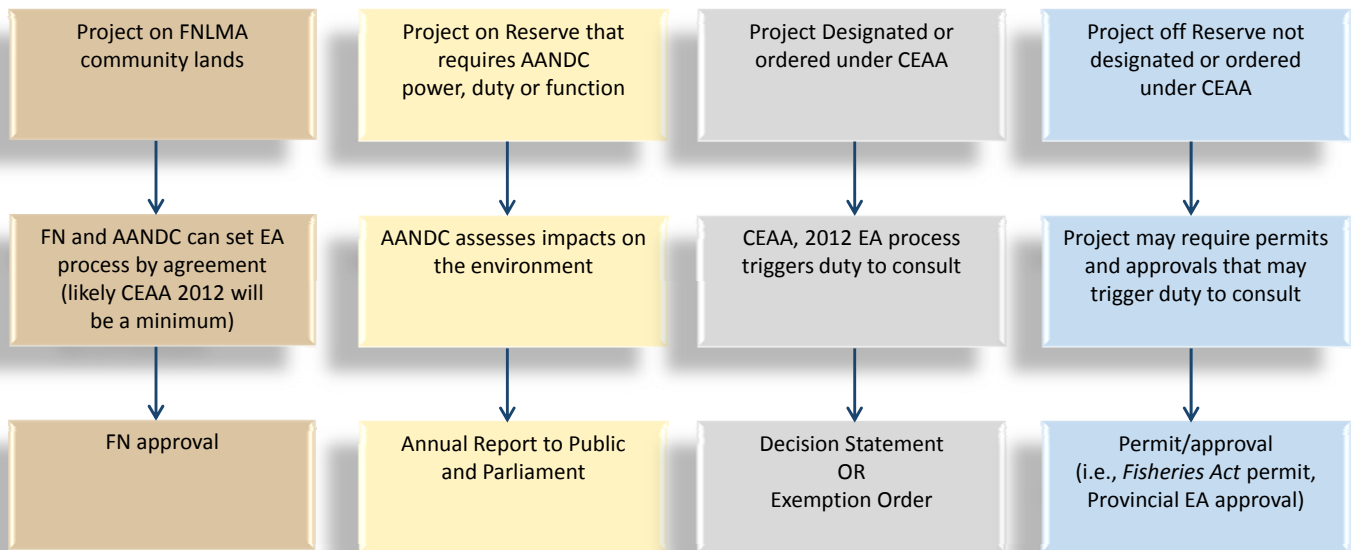 Project on FNLMA
community lands
Project on Reserve that
requires AANDC
power, duty or function
Project Designated or
ordered under CEAA
Project off Reserve not
designated or ordered
under CEAA
FN and AANDC can set EA
process by agreement
(likely CEAA 2012 will
be a minimum)
AANDC assesses impacts on
the environment
CEAA, 2012 EA process
triggers duty to consult
Project may require permits
and approvals that may
trigger duty to consult
FN approval
Annual Report to Public
and Parliament
Decision Statement
OR
Exemption Order
Permit/approval
(i.e., Fisheries Act permit,
Provincial EA approval)